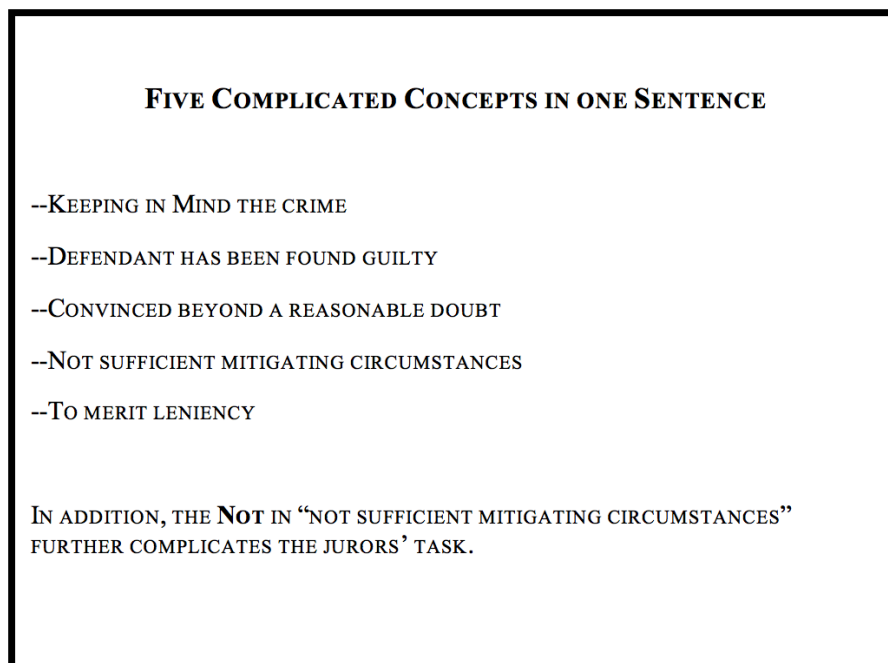 Five Complicated Concepts in one Sentence
--Keeping in Mind the crime
--Defendant has been found guilty
--Convinced beyond a reasonable doubt
--Not sufficient mitigating circumstances
--To merit leniency
In addition, the Not in “not sufficient mitigating circumstances”
further complicates the jurors’ task.